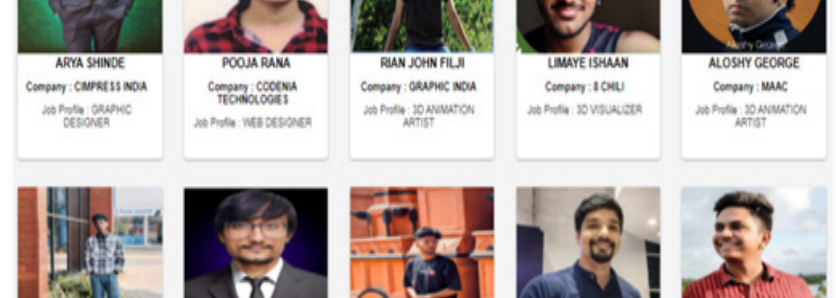 Aloshy George
ARYA SHINDE
Company : CIMPRESS INDIA
Job Profile : GRAPHIC
DESIGNER
POOJA RANA
Company : CODENIA
TECHNOLOGIES
Job Profile : WEB DESIGNER
RIAN JOHN FILJI
Company : GRAPHIC INDIA
Job Profile : 3D ANIMATION
ARTIST
LIMAYE ISHAAN
Company : 8 CHILI
Job Profile : 3D VISUALIZER
ALOSHY GEORGE
Company : MAAC
Job Profile : 3D ANIMATION
ARTIST